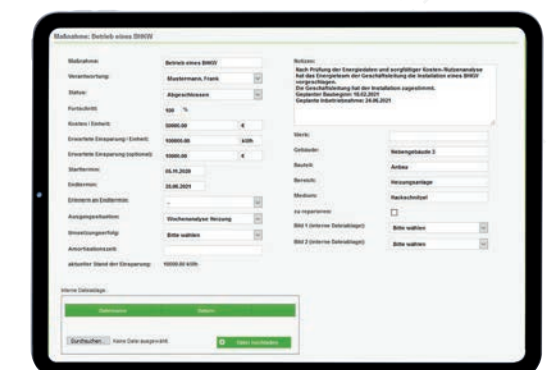 Maßnahme: Betrieb eines BHKW
Maßnahme: Betrieb eines BHKW
Verantwortung: Mustermann, Frank
Status: Abgeschlossen
Fortschritt: 100 %
Kosten / Einheit: 50000.00 €
Erwartete Einsparung / Einheit: 100000.00 kWh
Erwartete Einsparung (optional): 10000.00 €
Starttermin: 05.11.2020
Endtermin: 25.06.2021
Erinnern an Endtermin: -
Ausgangssituation: Wochenanalyse Heizung
Umsetzungserfolg: Bitte wählen
Amortisationszeit:
aktueller Stand der Einsparung: 10000.00 kWh
Notizen:
Nach Prüfung der Energiedaten und sorgfältiger Kosten-/Nutzenanalyse
hat das Energieteam der Geschäftsleitung die Installation eines BHKW
vorgeschlagen.
Die Geschäftsleitung hat der Installation zugestimmt.
Geplanter Baubeginn: 10.02.2021
Geplante Inbetriebnahme: 24.06.2021
Werk:
Gebäude: Nebengebäude 3
Bauteil: Anbau
Bereich: Heizungsanlage
Medium: Hackschnitzel
zu reparieren:
Bild 1 (interne Dateiablage): Bitte wählen
Bild 2 (interne Dateiablage): Bitte wählen
Interne Dateiablage
Dateiname Datum
Durchsuchen... Keine Datei ausgewählt. Datei hochladen